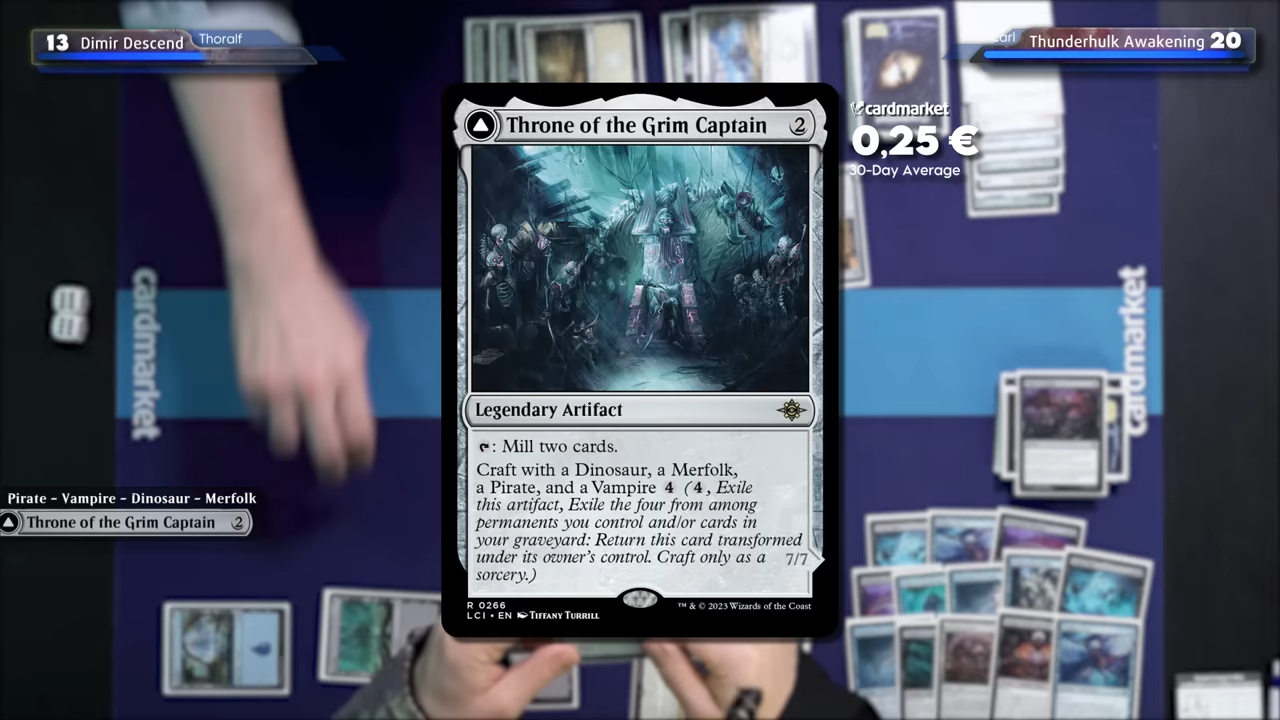 13 Dimir Descend Thoralf
Thunderhulk Awakening 20
cardmarket
0,25 €
30-Day Average
Throne of the Grim Captain 2
Legendary Artifact
: Mill two cards.
Craft with a Dinosaur, a Merfolk,
a Pirate, and a Vampire 4 (4, Exile
this artifact, Exile the four from among
permanents you control and/or cards in
your graveyard: Return this card transformed
under its owner's control. Craft only as a
sorcery.)
7/7
R 0266
LCI • EN TIFFANY TURRILL
™ & © 2023 Wizards of the Coast
cardmarket
cardmarket
Pirate – Vampire – Dinosaur – Merfolk
Throne of the Grim Captain 2